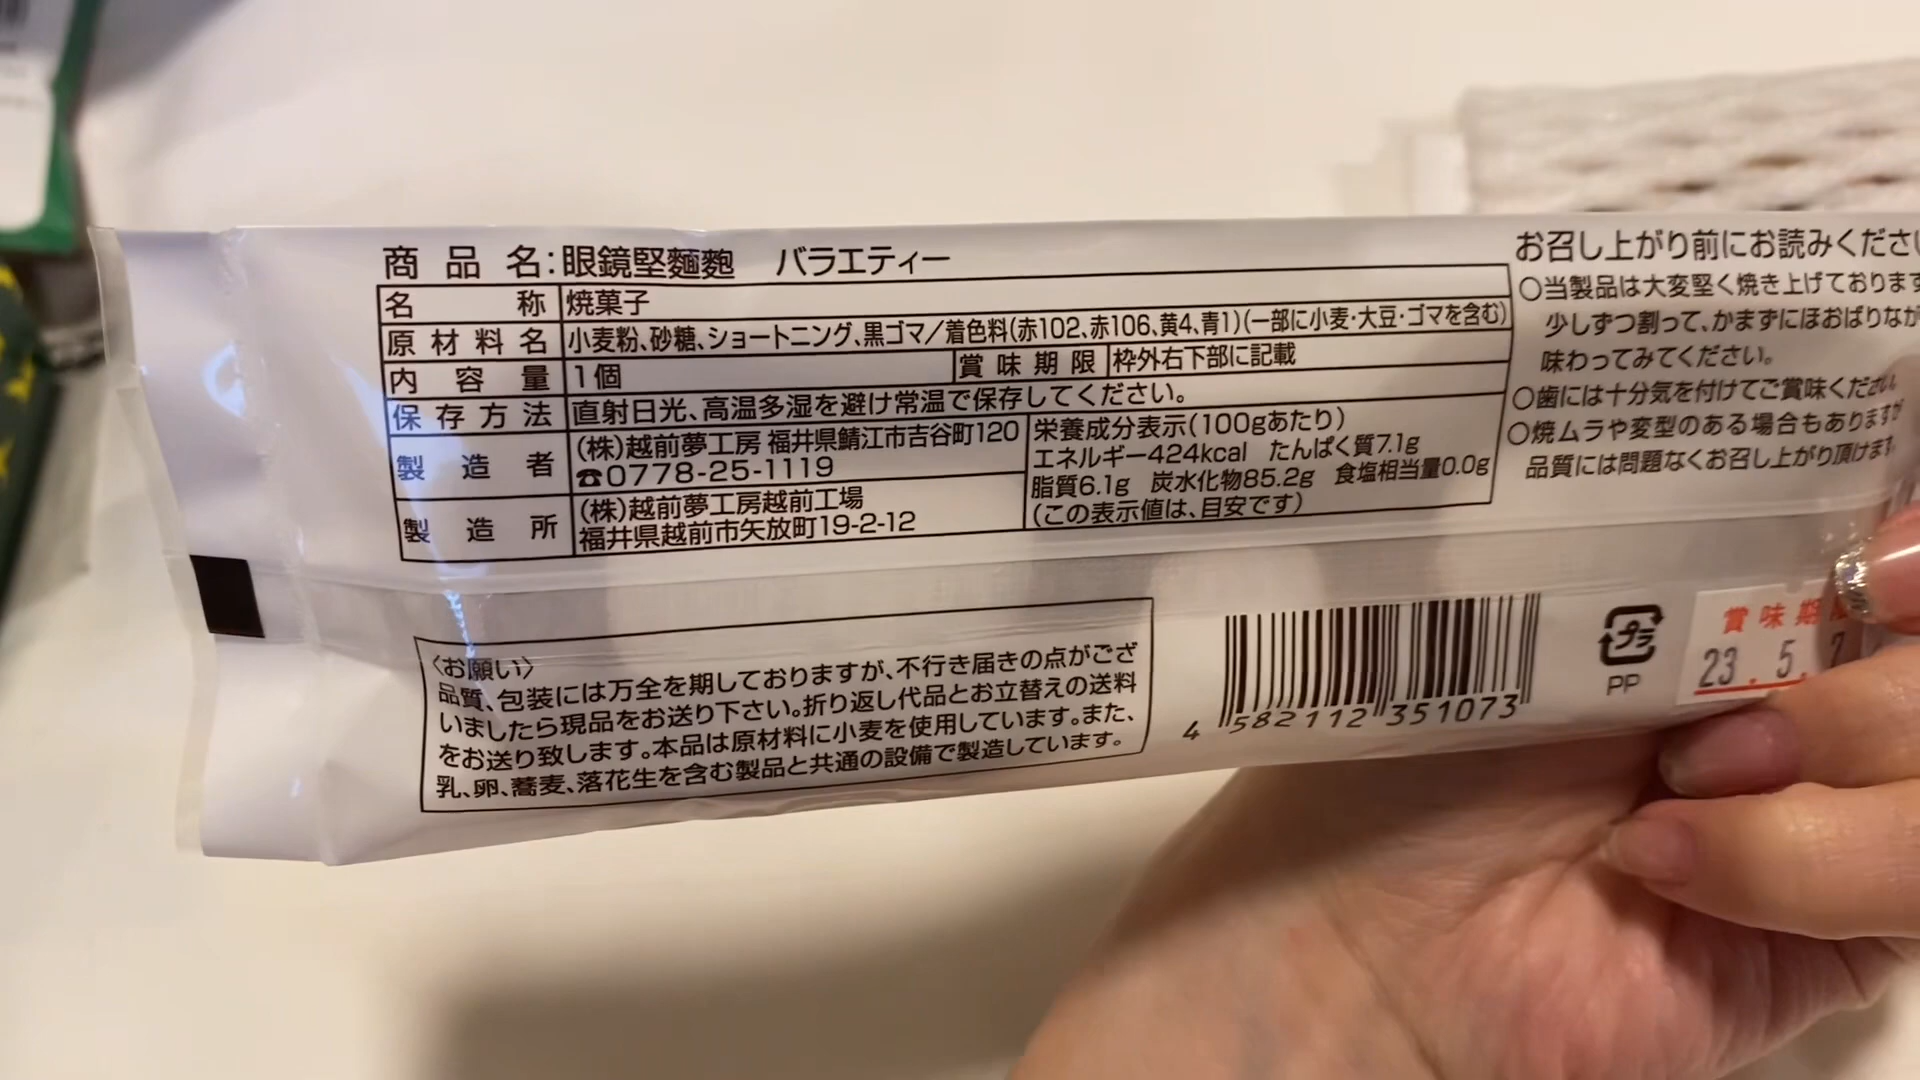 商品名:眼鏡堅麵麭 バラエティー
名称 焼菓子
原材料名 小麦粉、砂糖、ショートニング、黒ゴマ/着色料(赤102、赤106、黄4、青1)(一部に小麦・大豆・ゴマを含む)
内容量 1個 賞味期限 枠外右下部に記載
保存方法 直射日光、高温多湿を避け常温で保存してください。
製造者 (株)越前夢工房 福井県鯖江市吉谷町120
☎0778-25-1119
製造所 (株)越前夢工房越前工場
福井県越前市矢放町19-2-12
栄養成分表示(100gあたり)
エネルギー424kcal たんぱく質7.1g
脂質6.1g 炭水化物85.2g 食塩相当量0.0g
(この表示値は、目安です)
お召し上がり前にお読みくださ
○当製品は大変堅く焼き上げております
少しずつ割って、かまずにほおばりなが
味わってみてください。
○歯には十分気を付けてご賞味ください
○焼ムラや変型のある場合もありますが
品質には問題なくお召し上がり頂けます
〈お願い〉
品質、包装には万全を期しておりますが、不行き届きの点がござ
いましたら現品をお送り下さい。折り返し代品とお立替えの送料
をお送り致します。本品は原材料に小麦を使用しています。また、
乳、卵、蕎麦、落花生を含む製品と共通の設備で製造しています。
4 582112 351073
プラ
PP
賞味期
23.5.